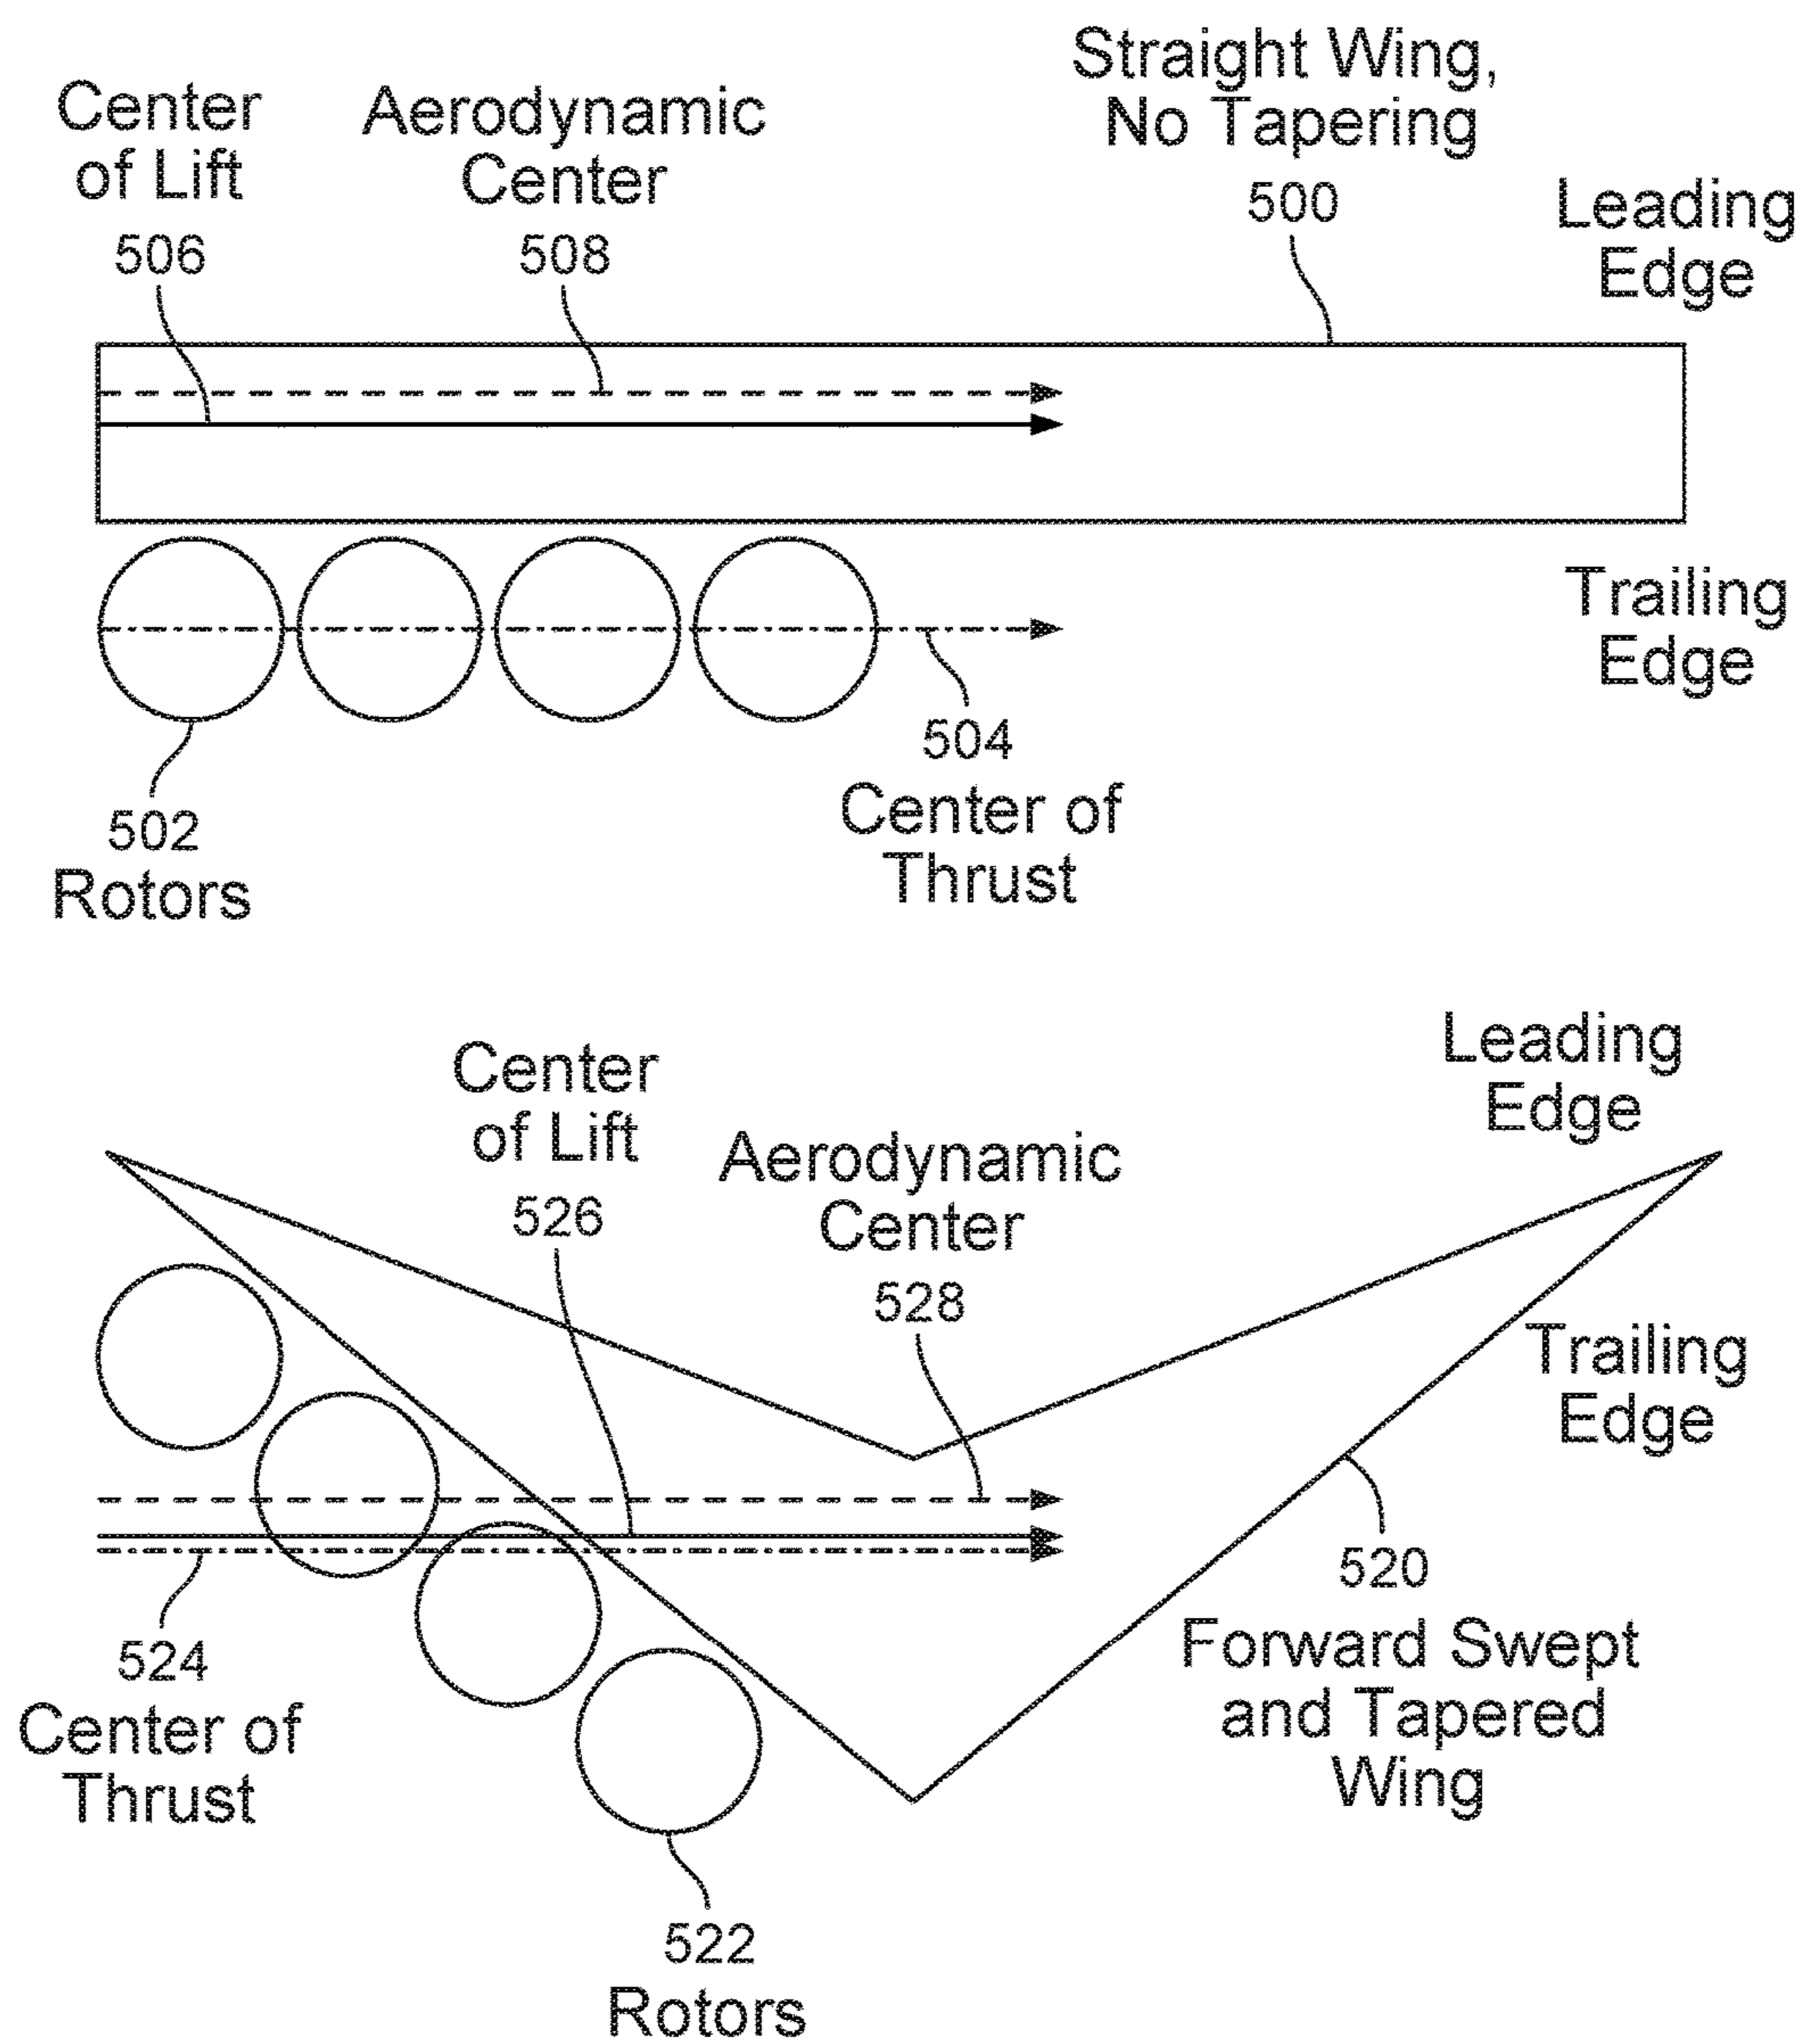 Straight Wing,
No Tapering
500
Center
of Lift
506
Aerodynamic
Center
508
Leading
Edge
Trailing
Edge
504
Center of
Thrust
502
Rotors
Leading
Edge
Center
of Lift
526
Aerodynamic
Center
528
Trailing
Edge
520
Forward Swept
and Tapered
Wing
524
Center of
Thrust
522
Rotors